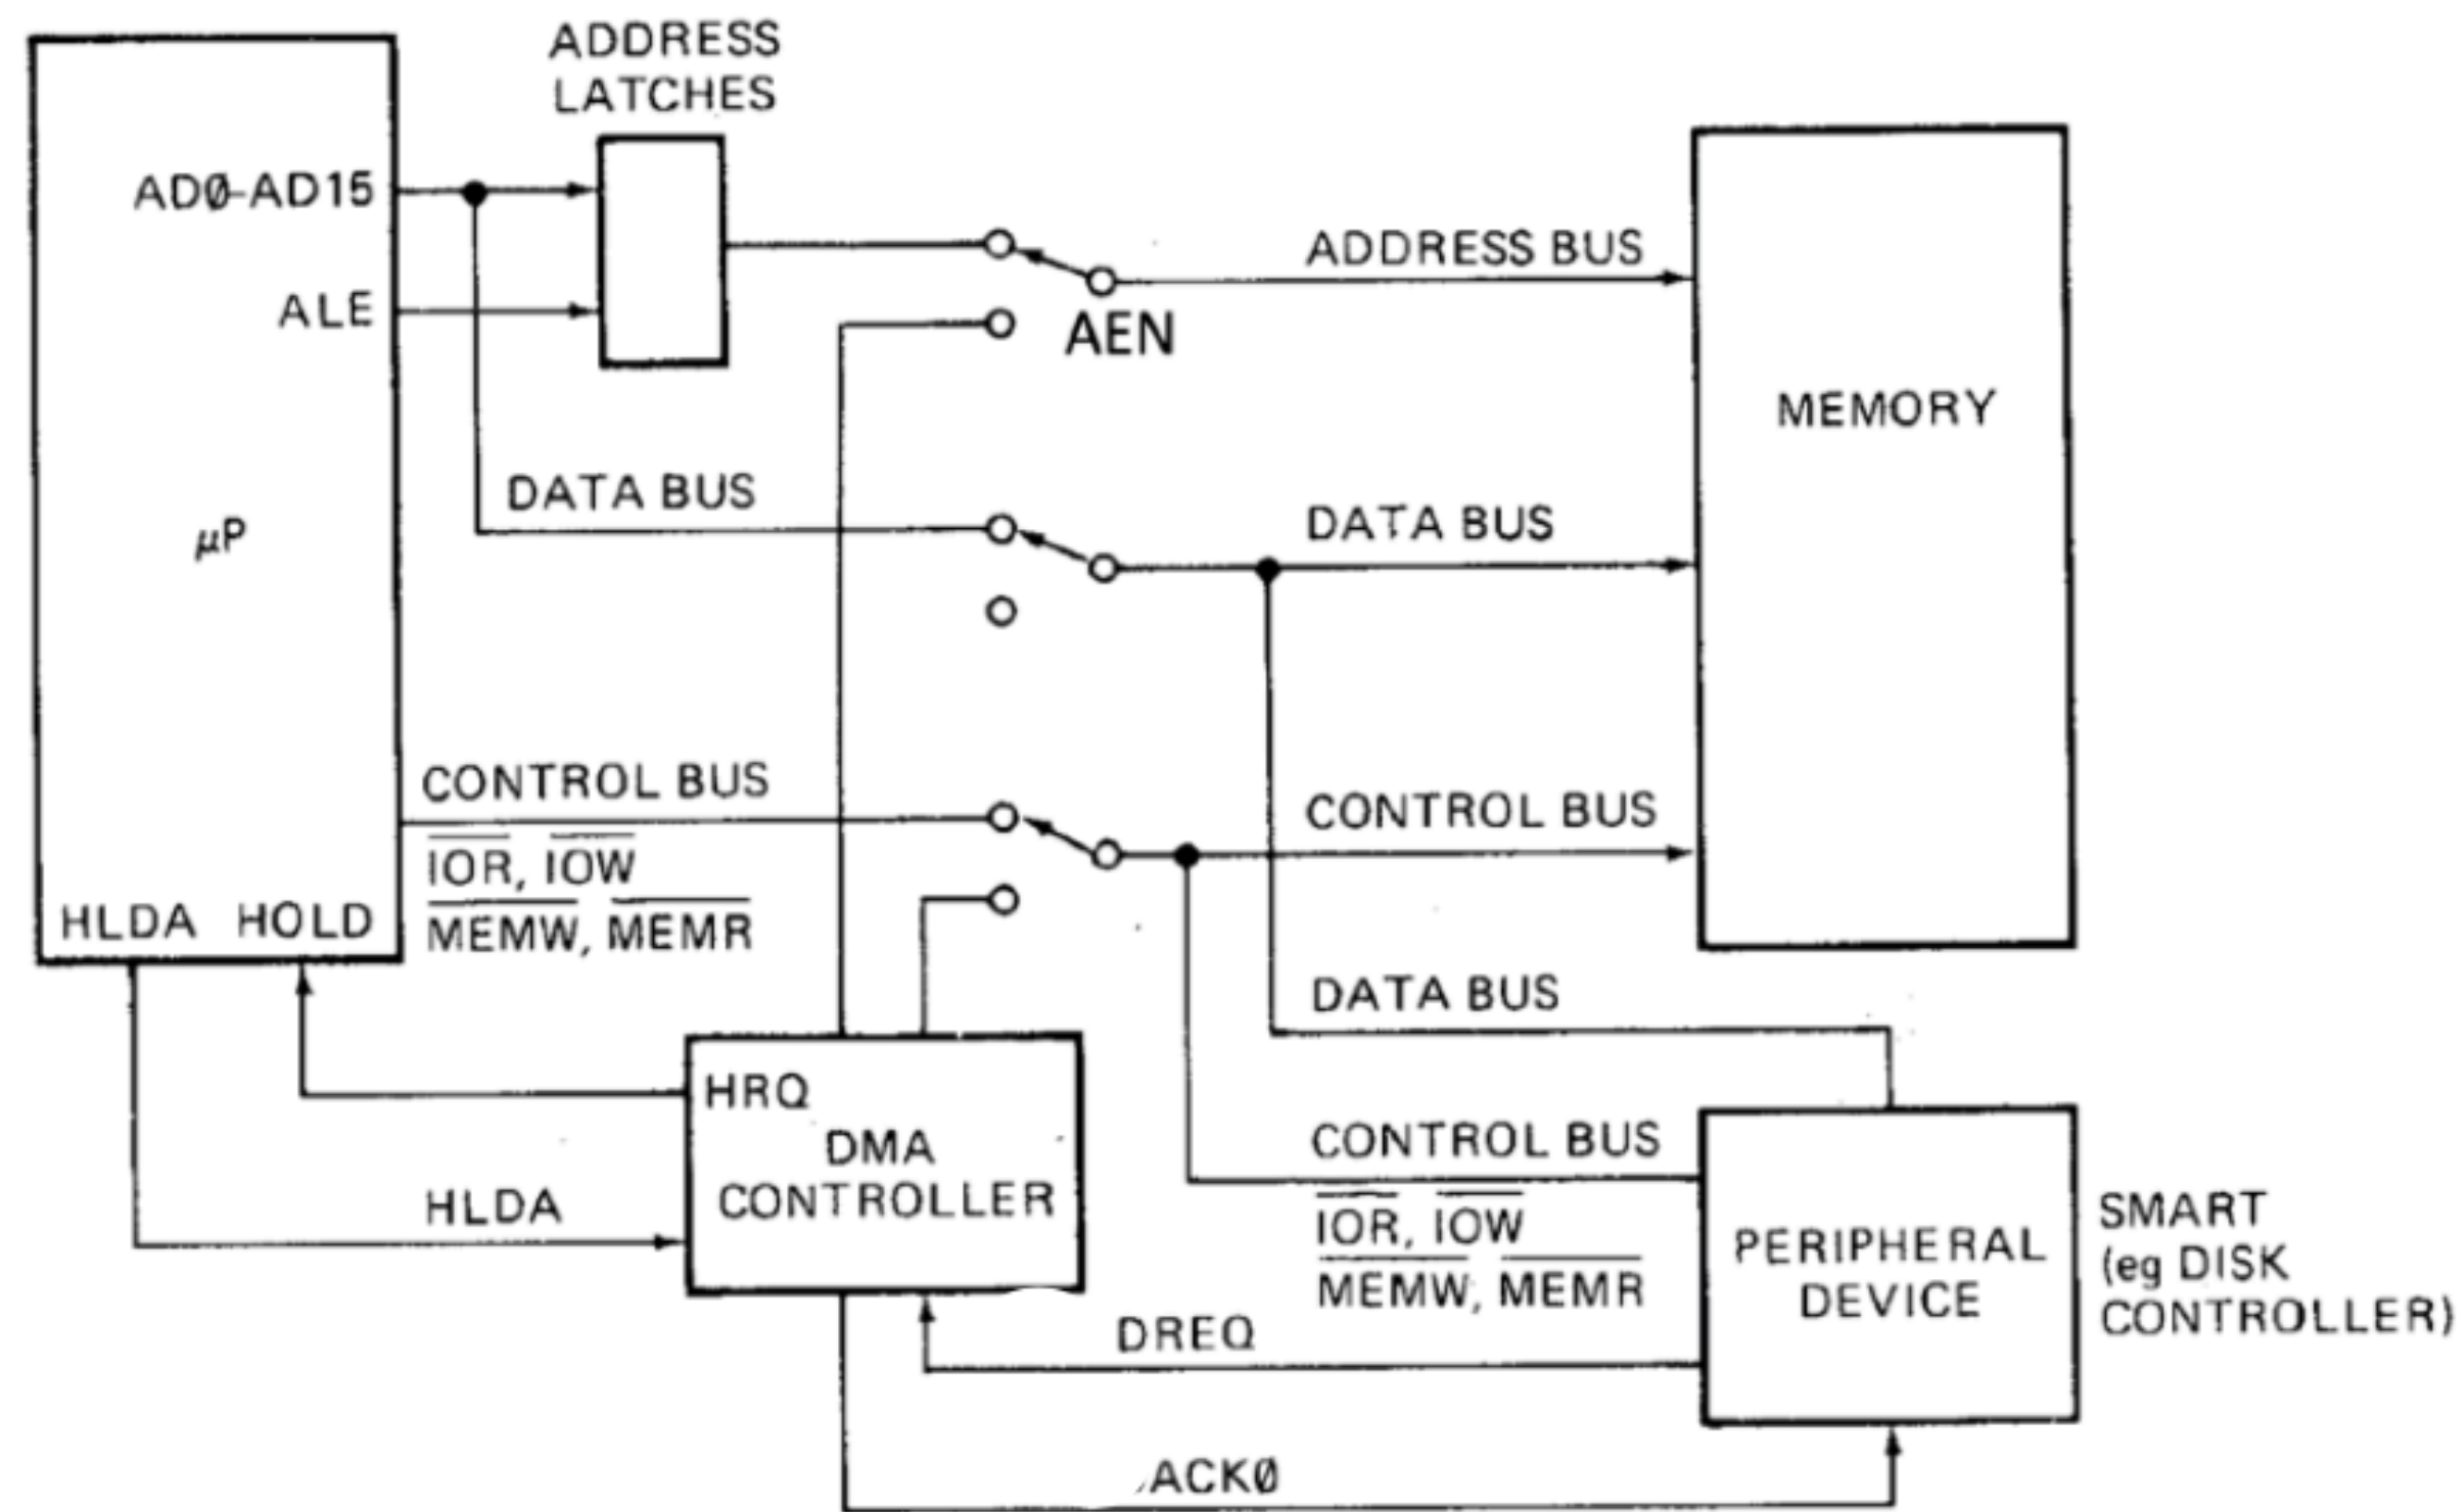 ADDRESS
LATCHES
AD0-AD15
ALE
ADDRESS BUS
AEN
MEMORY
DATA BUS
DATA BUS
μP
CONTROL BUS
CONTROL BUS
IOR, IOW
MEMW, MEMR
HLDA HOLD
DATA BUS
HRQ
DMA
CONTROLLER
HLDA
CONTROL BUS
IOR, IOW
MEMW, MEMR
PERIPHERAL
DEVICE
SMART
(eg DISK
CONTROLLER)
DREQ
ACK0